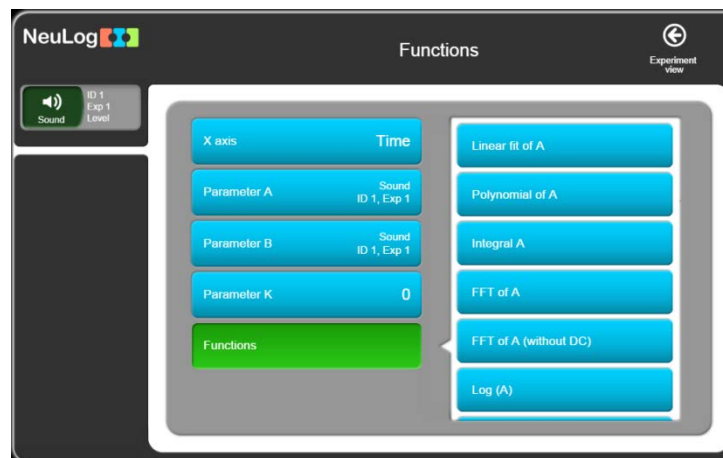 NeuLog
Functions
Experiment
view
Sound
ID 1
Exp 1
Level
X axis
Time
Parameter A
Sound
ID 1, Exp 1
Parameter B
Sound
ID 1, Exp 1
Parameter K
0
Functions
Linear fit of A
Polynomial of A
Integral A
FFT of A
FFT of A (without DC)
Log (A)